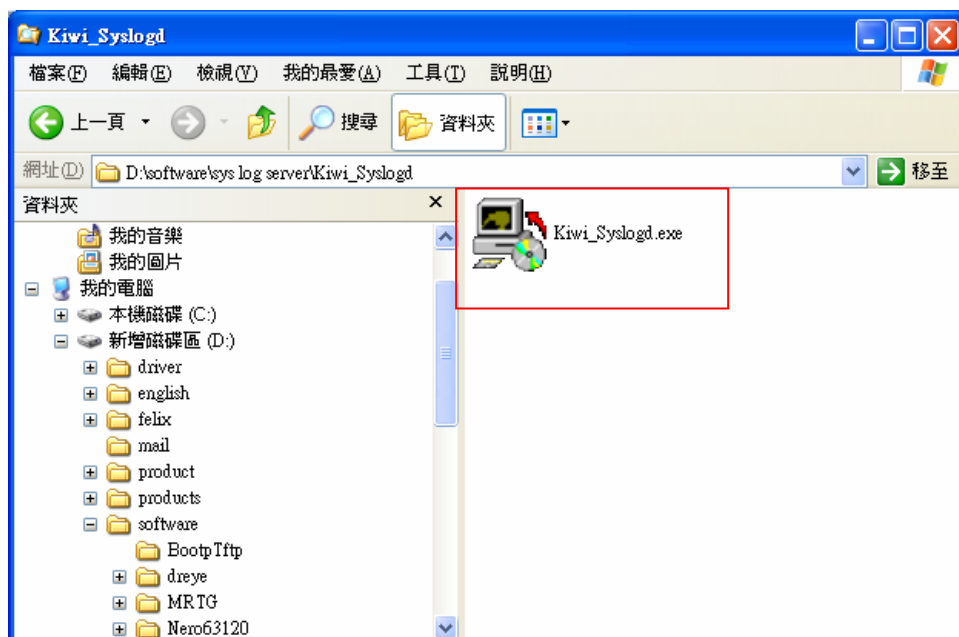 Kiwi_Syslogd
檔案(F) 編輯(E) 檢視(V) 我的最愛(A) 工具(T) 說明(H)
上一頁 搜尋 資料夾
網址(D) D:\software\sys log server\Kiwi_Syslogd 移至
資料夾
Kiwi_Syslogd.exe
我的音樂
我的圖片
我的電腦
本機磁碟 (C:)
新增磁碟區 (D:)
driver
english
felix
mail
product
products
software
BootpTftp
dreye
MRTG
Nero63120